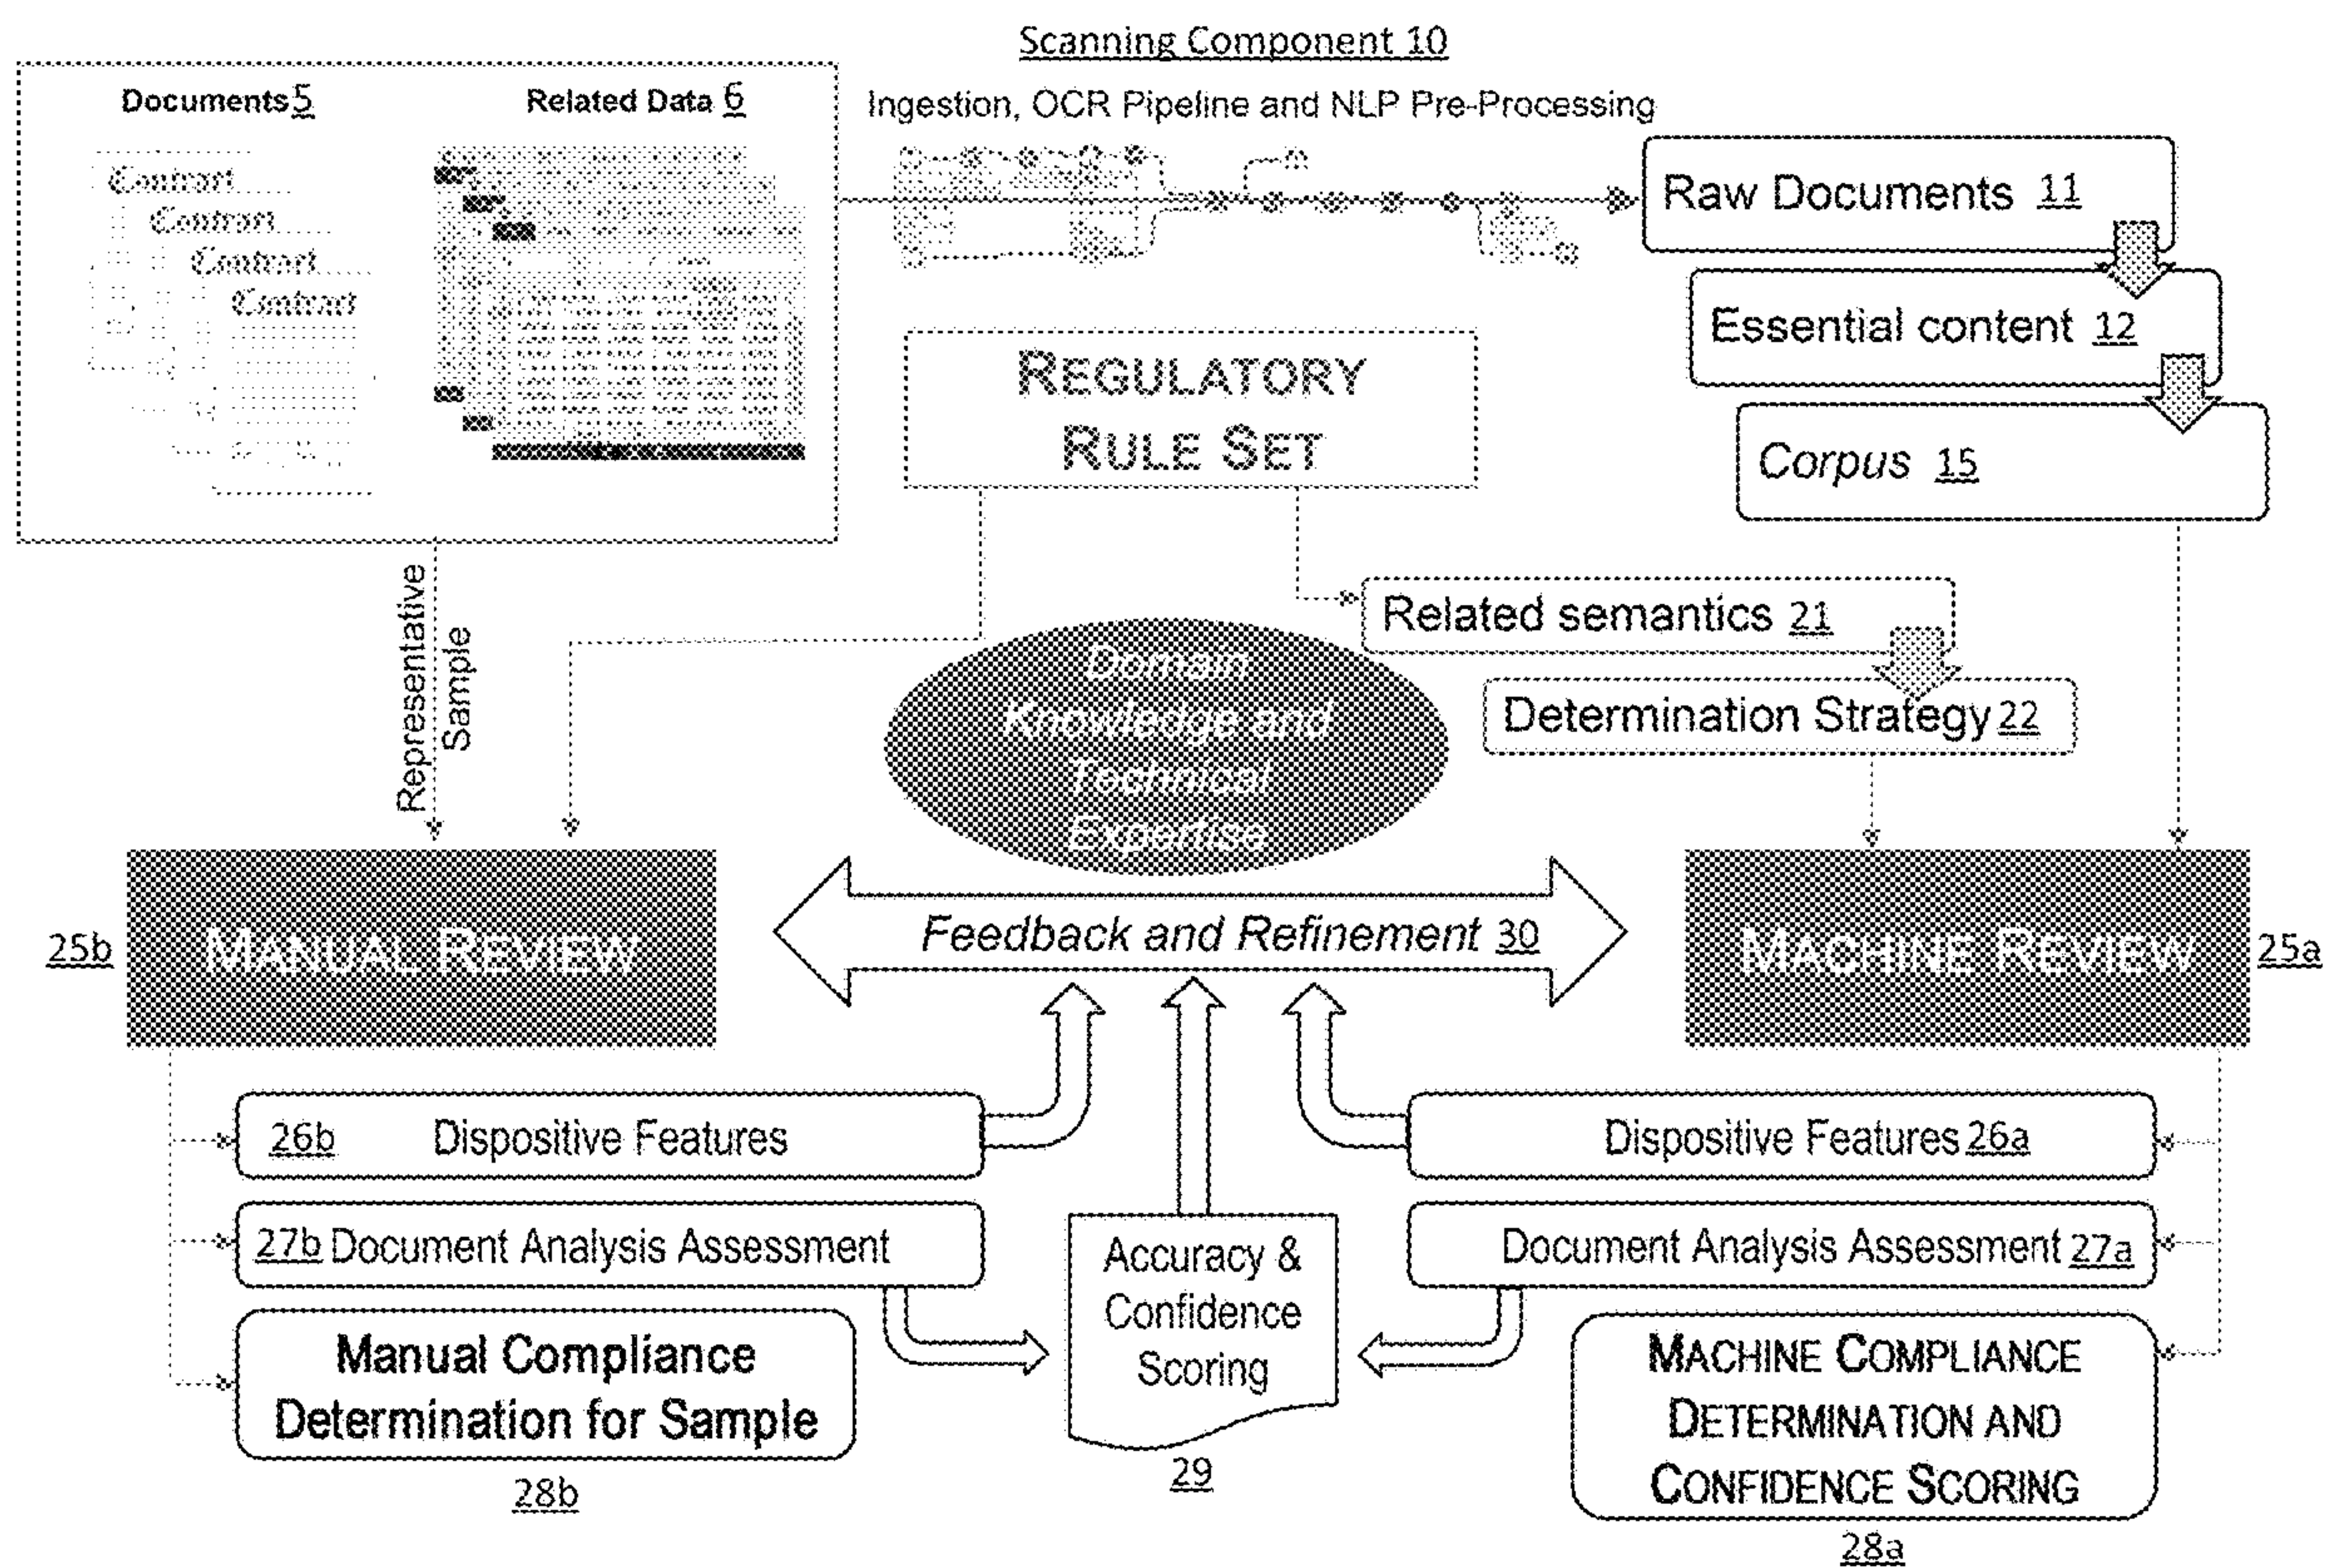 Scanning Component 10
Documents 5
Related Data 6
Ingestion, OCR Pipeline and NLP Pre-Processing
Contract
Contract
Contract
Contract
Raw Documents 11
Essential content 12
Corpus 15
REGULATORY
RULE SET
Representative
Sample
Related semantics 21
Determination Strategy 22
Domain
Knowledge and
Technical
Expertise
25b
MANUAL REVIEW
Feedback and Refinement 30
MACHINE REVIEW
25a
26b Dispositive Features
Dispositive Features 26a
27b Document Analysis Assessment
Document Analysis Assessment 27a
Accuracy &
Confidence
Scoring
29
Manual Compliance
Determination for Sample
28b
MACHINE COMPLIANCE
DETERMINATION AND
CONFIDENCE SCORING
28a